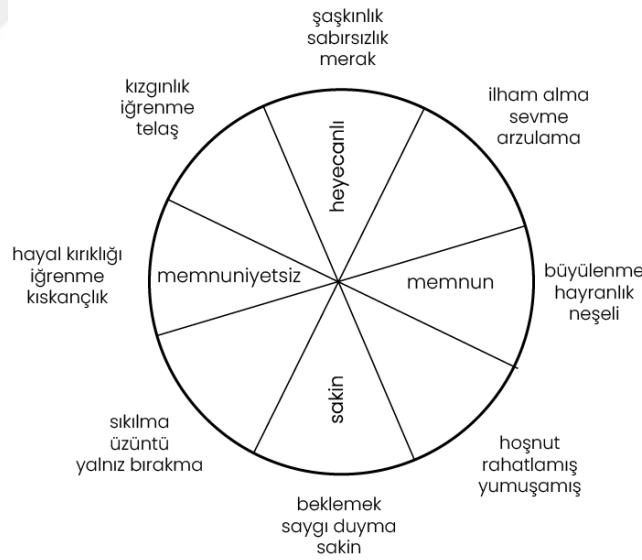 şaşkınlık
sabırsızlık
merak
kızgınlık
iğrenme
telaş
ilham alma
sevme
arzulama
heyecanlı
hayal kırıklığı
iğrenme
kıskançlık
memnuniyetsiz
memnun
büyülenme
hayranlık
neşeli
sakin
sıkılma
üzüntü
yalnız bırakma
hoşnut
rahatlamış
yumuşamış
beklemek
saygı duyma
sakin